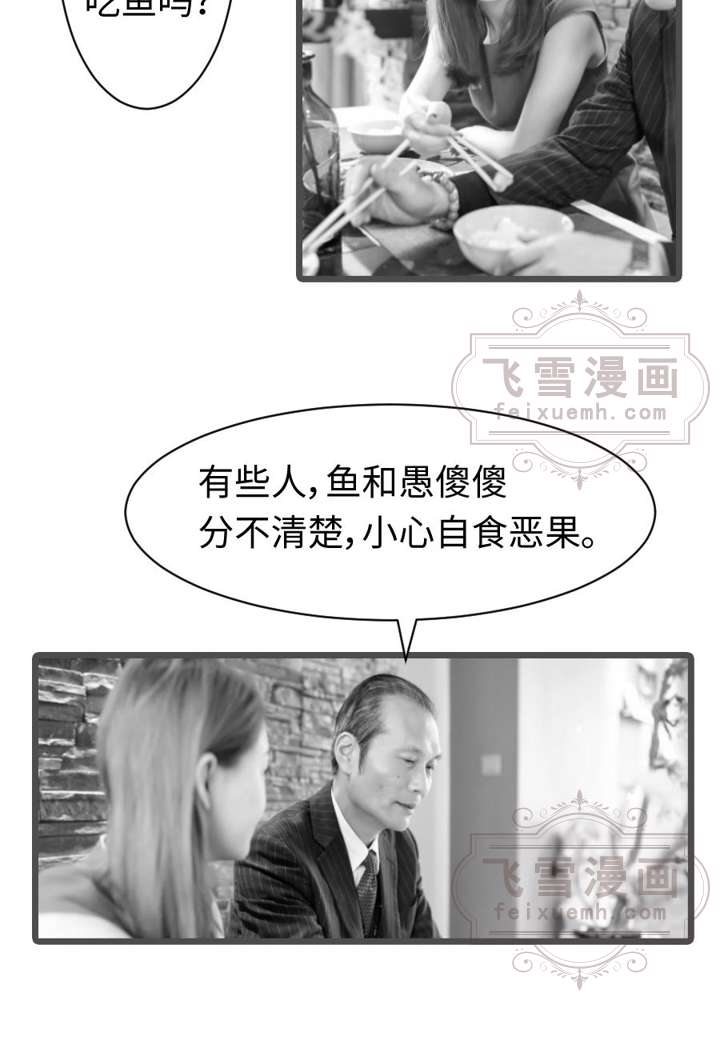 吃鱼吗？
飞雪漫画
feixuemh.com
有些人，鱼和愚傻傻
分不清楚，小心自食恶果。
飞雪漫画
feixuemh.com